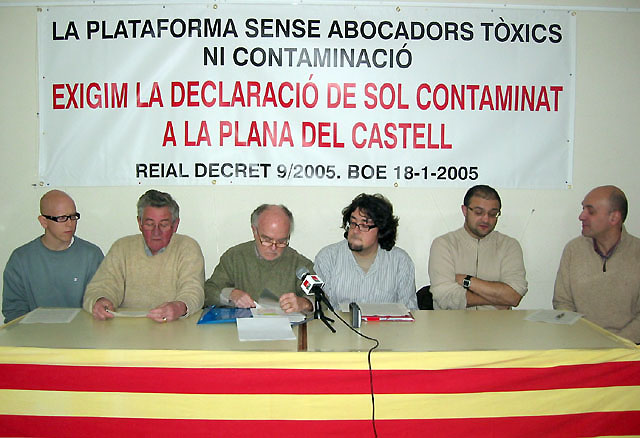 LA PLATAFORMA SENSE ABOCADORS TÒXICS
NI CONTAMINACIÓ
EXIGIM LA DECLARACIÓ DE SOL CONTAMINAT
A LA PLANA DEL CASTELL
REIAL DECRET 9/2005. BOE 18-1-2005